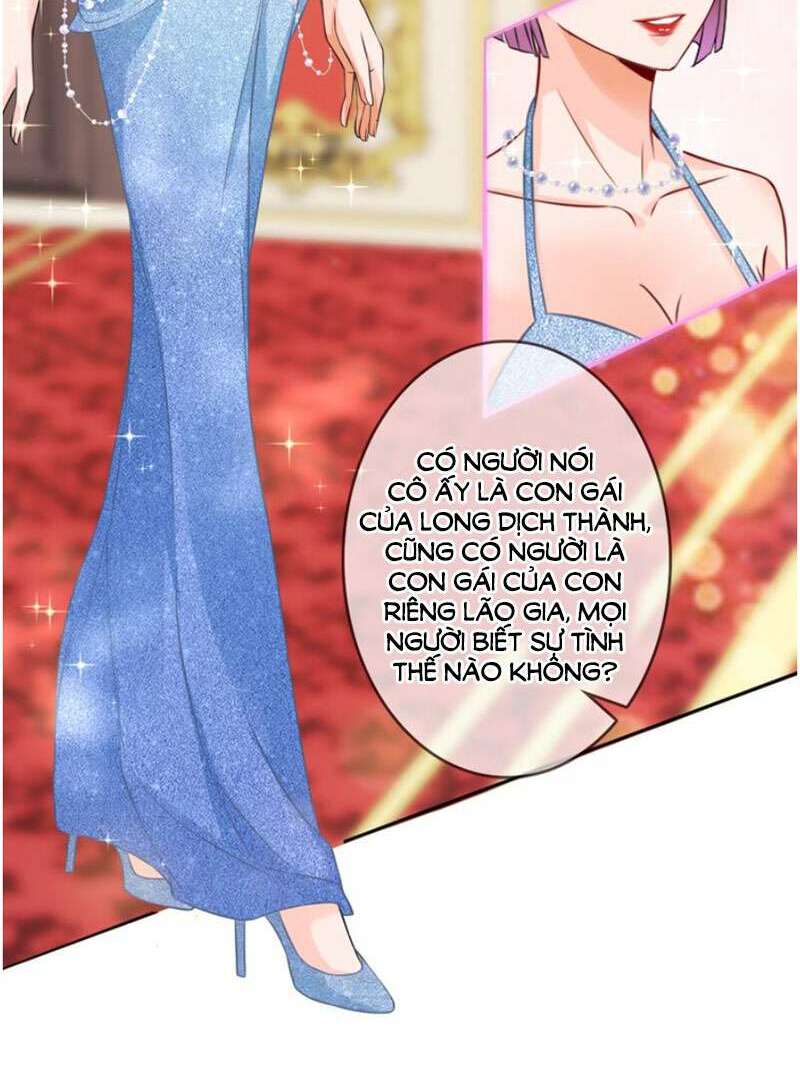 CÓ NGƯỜI NÓI
CÔ ẤY LÀ CON GÁI
CỦA LONG DỊCH THÀNH,
CŨNG CÓ NGƯỜI LÀ
CON GÁI CỦA CON
RIÊNG LÃO GIA, MỌI
NGƯỜI BIẾT SỰ TÌNH
THẾ NÀO KHÔNG?